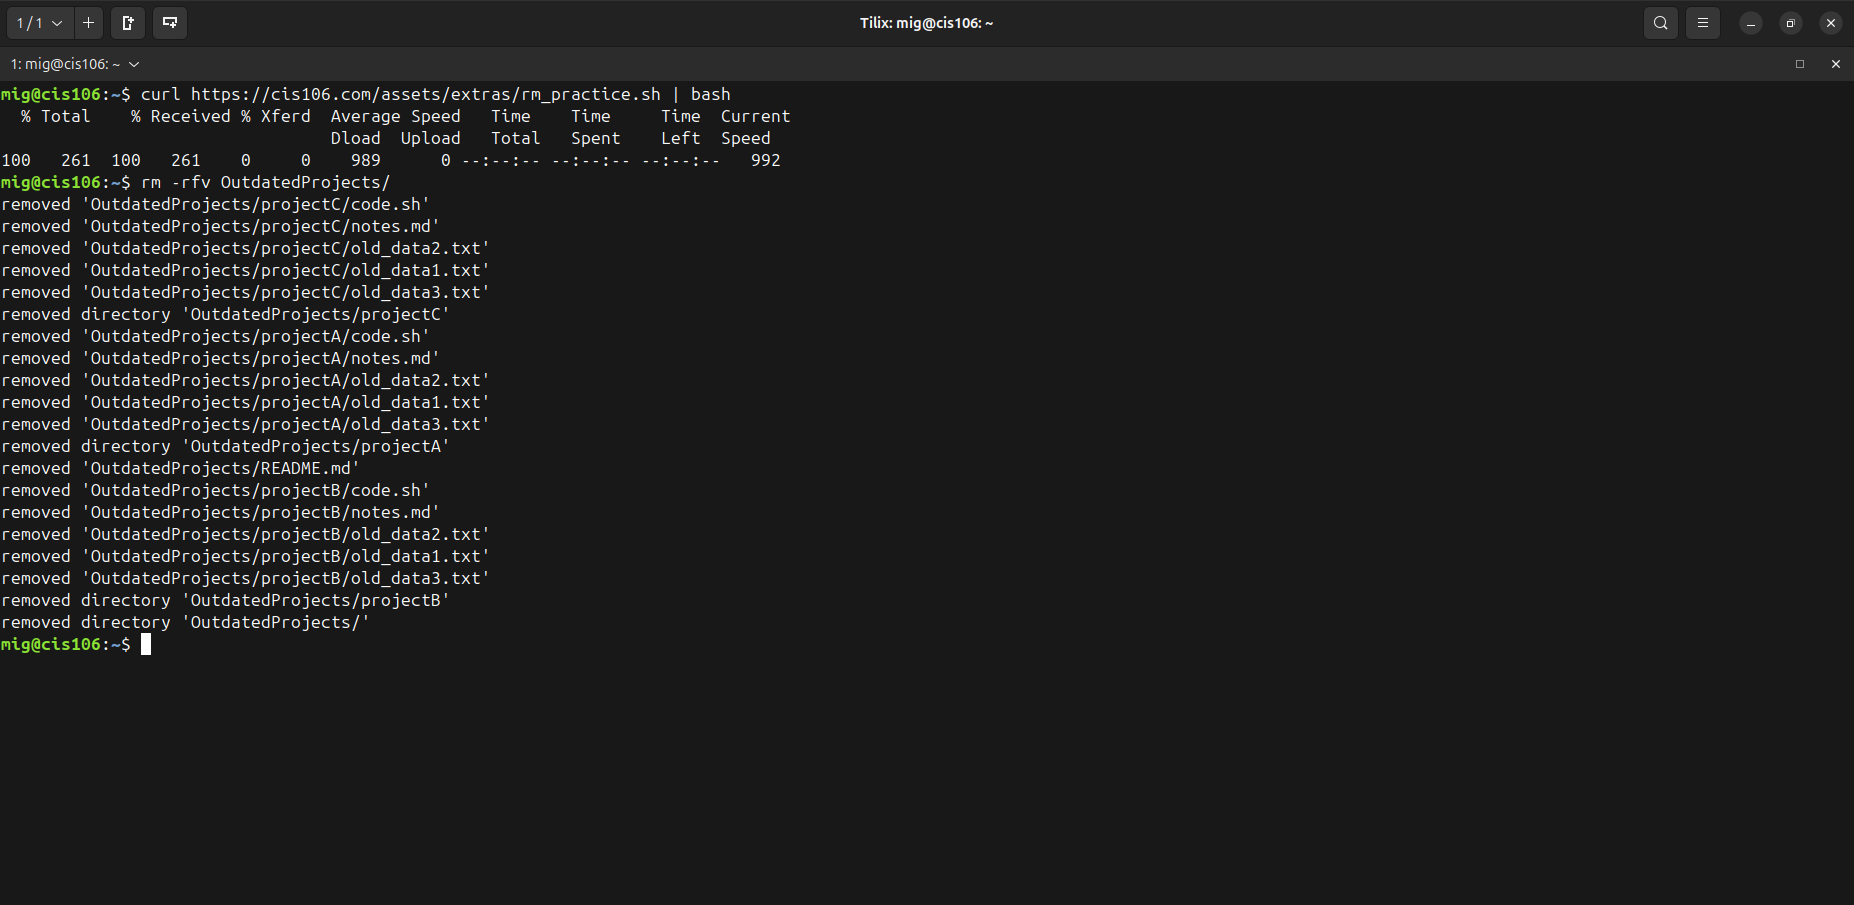 1 / 1
Tilix: mig@cis106: ~
1: mig@cis106: ~
mig@cis106:~$ curl https://cis106.com/assets/extras/rm_practice.sh | bash
  % Total    % Received % Xferd  Average Speed   Time    Time     Time  Current
                                 Dload  Upload   Total   Spent    Left  Speed
100   261  100   261    0     0    989      0 --:--:-- --:--:-- --:--:--   992
mig@cis106:~$ rm -rfv OutdatedProjects/
removed 'OutdatedProjects/projectC/code.sh'
removed 'OutdatedProjects/projectC/notes.md'
removed 'OutdatedProjects/projectC/old_data2.txt'
removed 'OutdatedProjects/projectC/old_data1.txt'
removed 'OutdatedProjects/projectC/old_data3.txt'
removed directory 'OutdatedProjects/projectC'
removed 'OutdatedProjects/projectA/code.sh'
removed 'OutdatedProjects/projectA/notes.md'
removed 'OutdatedProjects/projectA/old_data2.txt'
removed 'OutdatedProjects/projectA/old_data1.txt'
removed 'OutdatedProjects/projectA/old_data3.txt'
removed directory 'OutdatedProjects/projectA'
removed 'OutdatedProjects/README.md'
removed 'OutdatedProjects/projectB/code.sh'
removed 'OutdatedProjects/projectB/notes.md'
removed 'OutdatedProjects/projectB/old_data2.txt'
removed 'OutdatedProjects/projectB/old_data1.txt'
removed 'OutdatedProjects/projectB/old_data3.txt'
removed directory 'OutdatedProjects/projectB'
removed directory 'OutdatedProjects/'
mig@cis106:~$